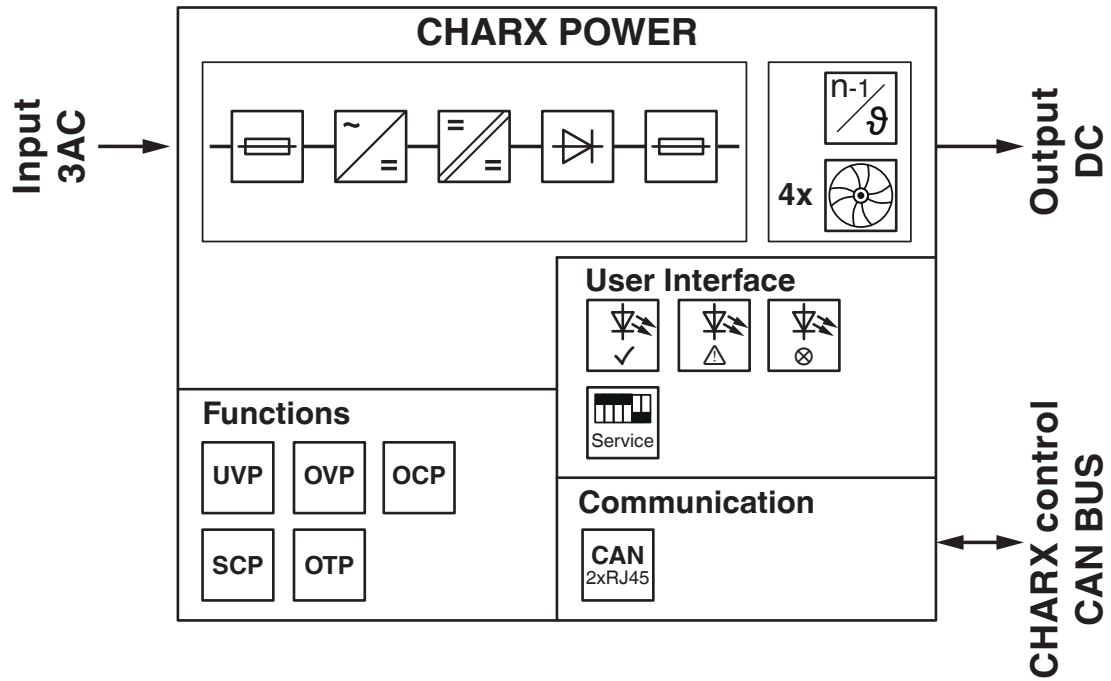 CHARX POWER
Input
3AC
~
=
=
=
n-1
ϑ
4x
Output
DC
User Interface
Service
Functions
UVP
OVP
OCP
SCP
OTP
Communication
CAN
2xRJ45
CHARX control
CAN BUS